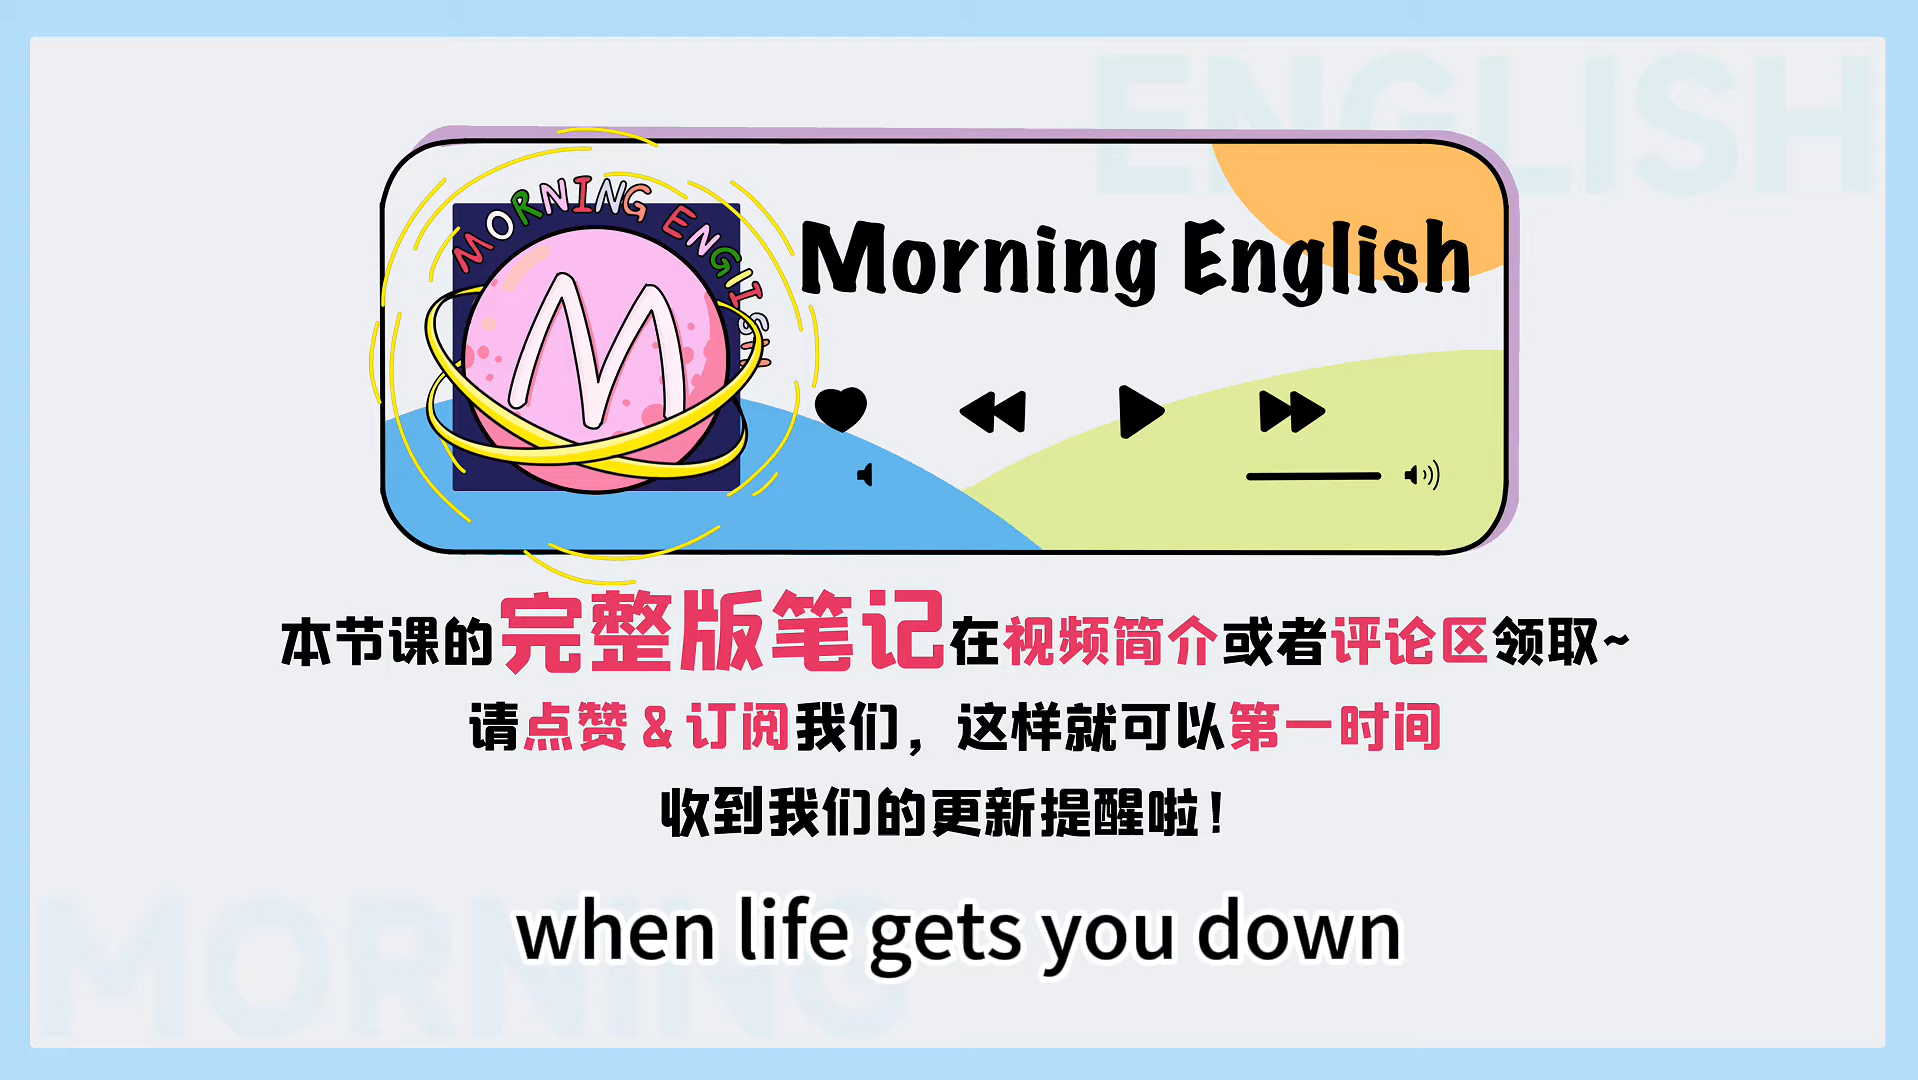 ENGLISH
MORNING ENGLISH
M
Morning English
本节课的完整版笔记在视频简介或者评论区领取~
请点赞&订阅我们，这样就可以第一时间
收到我们的更新提醒啦！
when life gets you down
MORNING